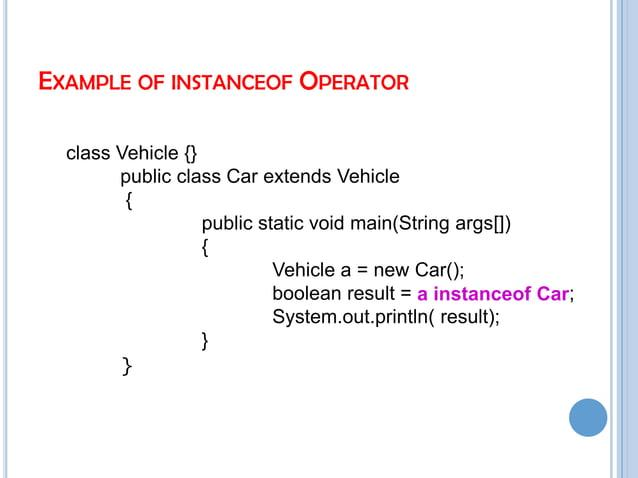 EXAMPLE OF INSTANCEOF OPERATOR
class Vehicle {}
public class Car extends Vehicle
{
public static void main(String args[])
{
Vehicle a = new Car();
boolean result = a instanceof Car;
System.out.println( result);
}
}